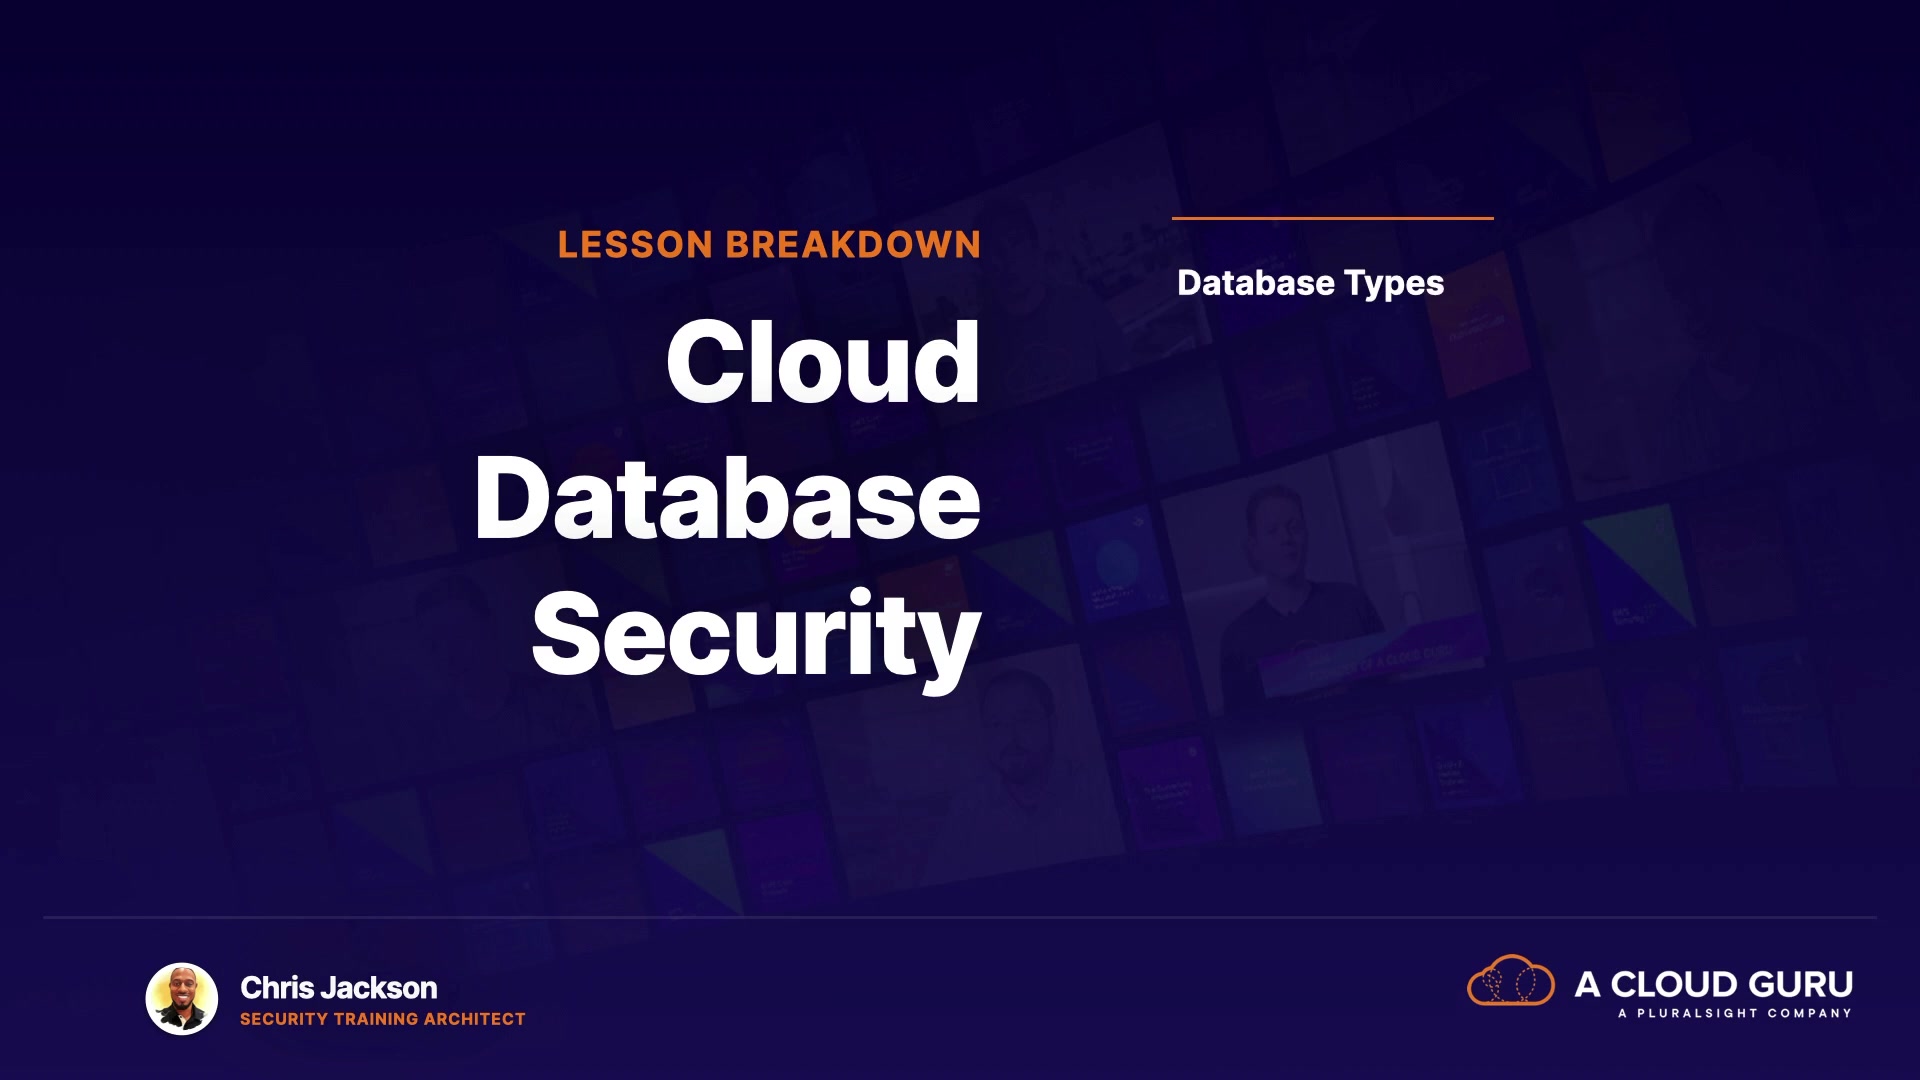 LESSON BREAKDOWN
Cloud
Database
Security
Database Types
Chris Jackson
SECURITY TRAINING ARCHITECT
A CLOUD GURU
A PLURALSIGHT COMPANY